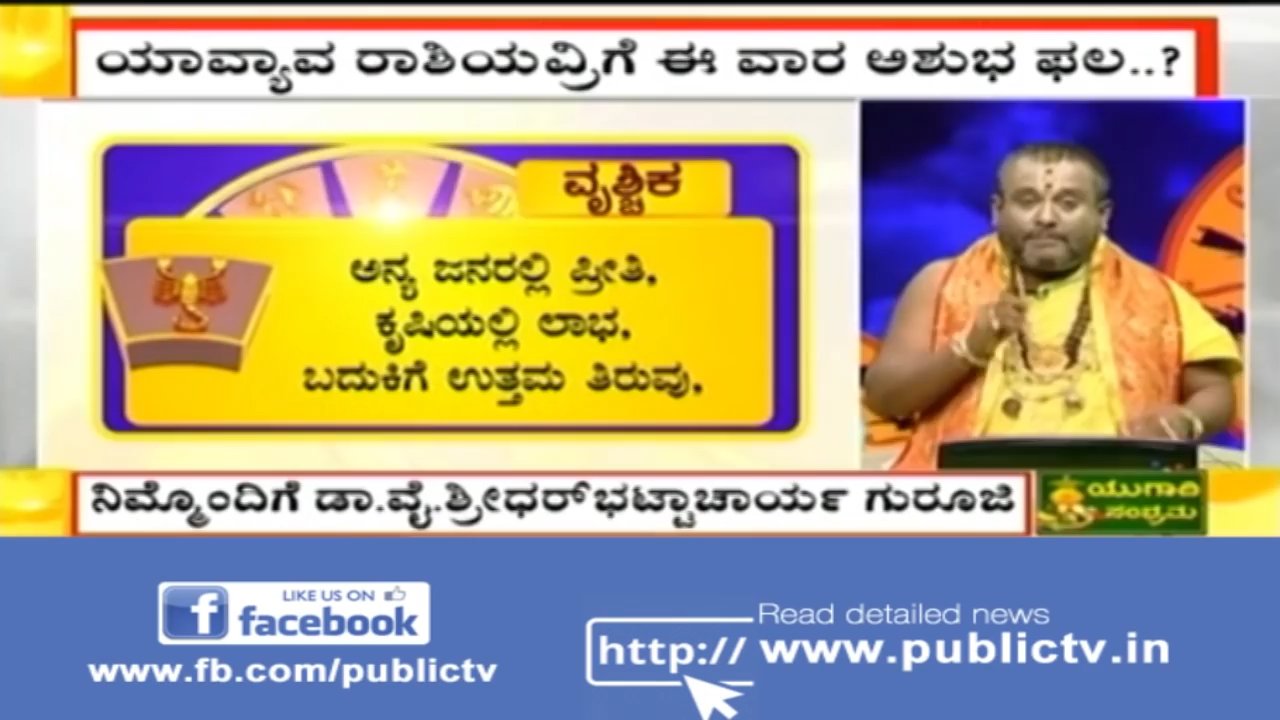 ಯಾವ್ಯಾವ ರಾಶಿಯವ್ರಿಗೆ ಈ ವಾರ ಅಶುಭ ಫಲ..?
ವೃಶ್ಚಿಕ
ಅನ್ಯ ಜನರಲ್ಲಿ ಪ್ರೀತಿ,
ಕೃಷಿಯಲ್ಲಿ ಲಾಭ,
ಬದುಕಿಗೆ ಉತ್ತಮ ತಿರುವು,
ನಿಮ್ಮೊಂದಿಗೆ ಡಾ.ವೈ.ಶ್ರೀಧರ್‌ಭಟ್ಟಾಚಾರ್ಯ ಗುರೂಜಿ
ಯುಗಾದಿ
ಸಂಭ್ರಮ
LIKE US ON
f facebook
www.fb.com/publictv
Read detailed news
http:// www.publictv.in